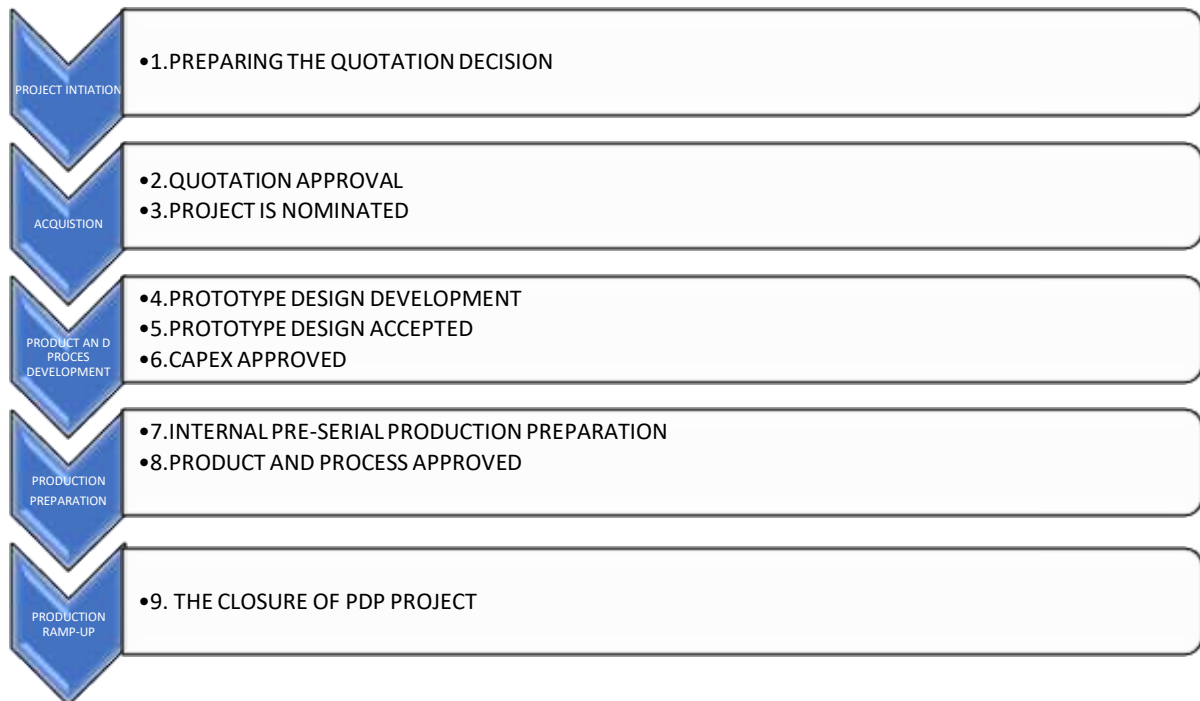 PROJECT INTIATION
•1.PREPARING THE QUOTATION DECISION
ACQUISTION
•2.QUOTATION APPROVAL
•3.PROJECT IS NOMINATED
PRODUCT AN D
PROCES
DEVELOPMENT
•4.PROTOTYPE DESIGN DEVELOPMENT
•5.PROTOTYPE DESIGN ACCEPTED
•6.CAPEX APPROVED
PRODUCTION
PREPARATION
•7.INTERNAL PRE-SERIAL PRODUCTION PREPARATION
•8.PRODUCT AND PROCESS APPROVED
PRODUCTION
RAMP-UP
•9. THE CLOSURE OF PDP PROJECT